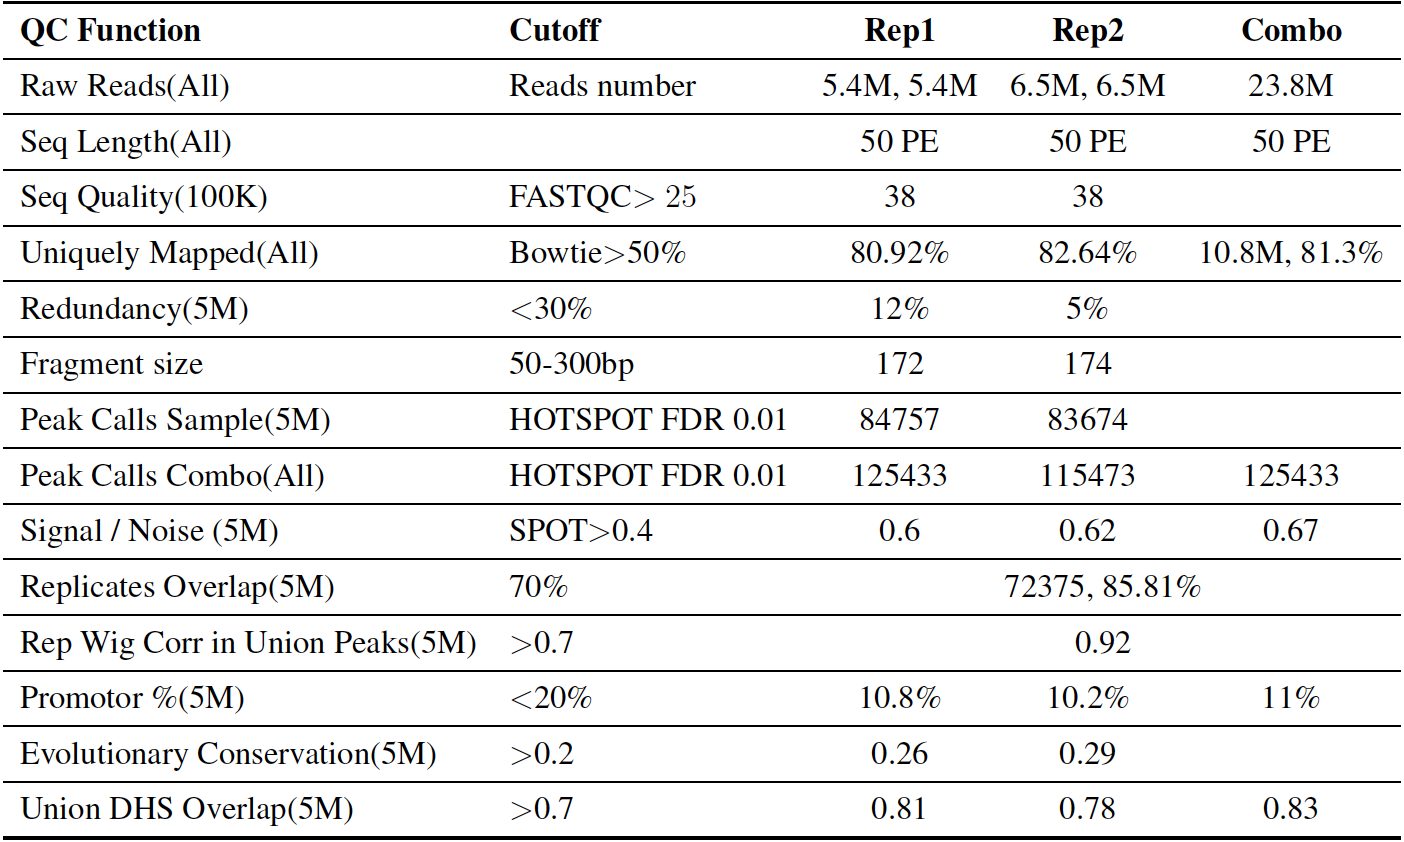 QC Function Cutoff Rep1 Rep2 Combo
Raw Reads(All) Reads number 5.4M, 5.4M 6.5M, 6.5M 23.8M
Seq Length(All) 50 PE 50 PE 50 PE
Seq Quality(100K) FASTQC> 25 38 38
Uniquely Mapped(All) Bowtie>50% 80.92% 82.64% 10.8M, 81.3%
Redundancy(5M) <30% 12% 5%
Fragment size 50-300bp 172 174
Peak Calls Sample(5M) HOTSPOT FDR 0.01 84757 83674
Peak Calls Combo(All) HOTSPOT FDR 0.01 125433 115473 125433
Signal / Noise (5M) SPOT>0.4 0.6 0.62 0.67
Replicates Overlap(5M) 70% 72375, 85.81%
Rep Wig Corr in Union Peaks(5M) >0.7 0.92
Promotor %(5M) <20% 10.8% 10.2% 11%
Evolutionary Conservation(5M) >0.2 0.26 0.29
Union DHS Overlap(5M) >0.7 0.81 0.78 0.83